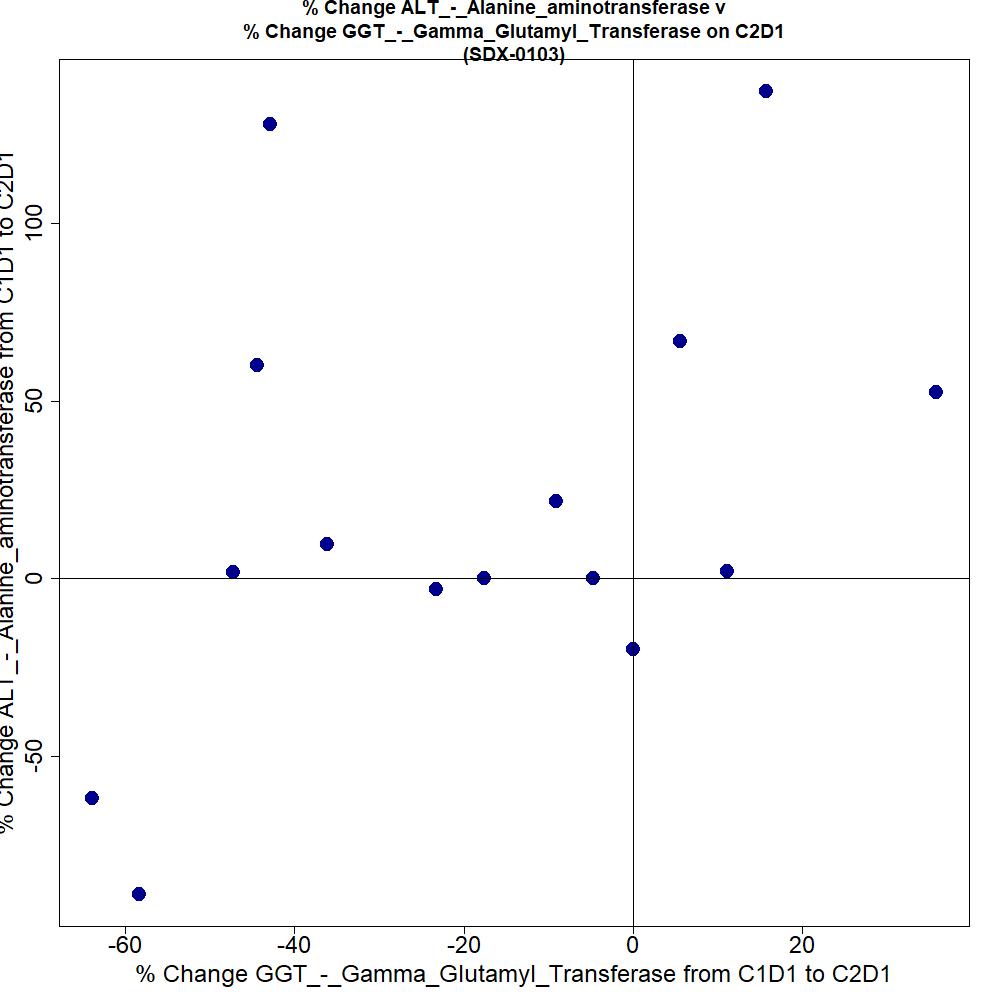 % Change ALT_-_Alanine_aminotransferase v
% Change GGT_-_Gamma_Glutamyl_Transferase on C2D1
(SDX-0103)
% Change ALT_-_Alanine_aminotransferase from C1D1 to C2D1
100
50
0
-50
-60
-40
-20
0
20
% Change GGT_-_Gamma_Glutamyl_Transferase from C1D1 to C2D1